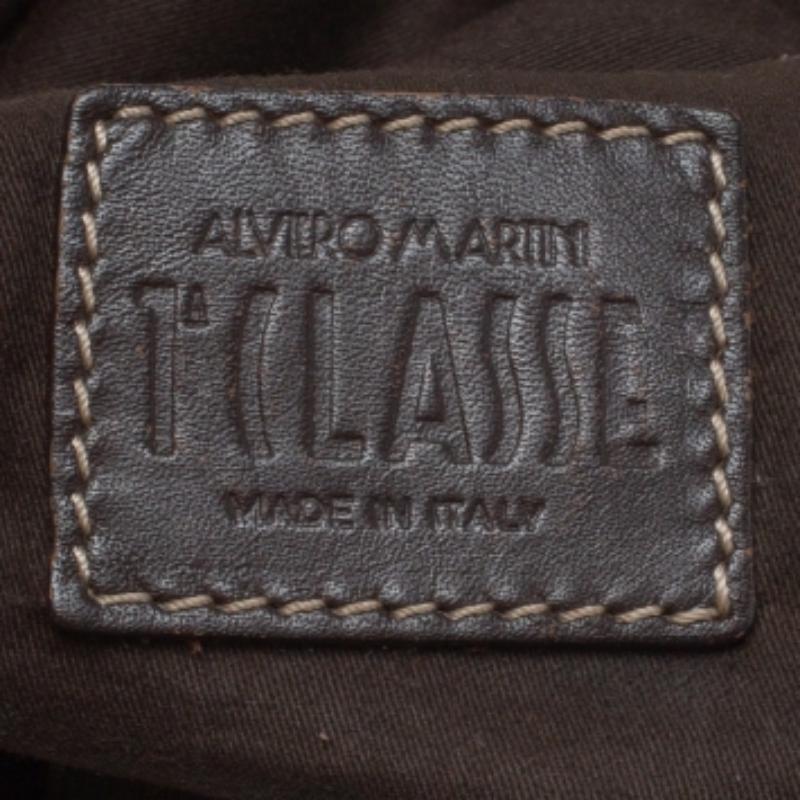 ALVIERO MARTINI
1ᴬ CLASSE
MADE IN ITALY